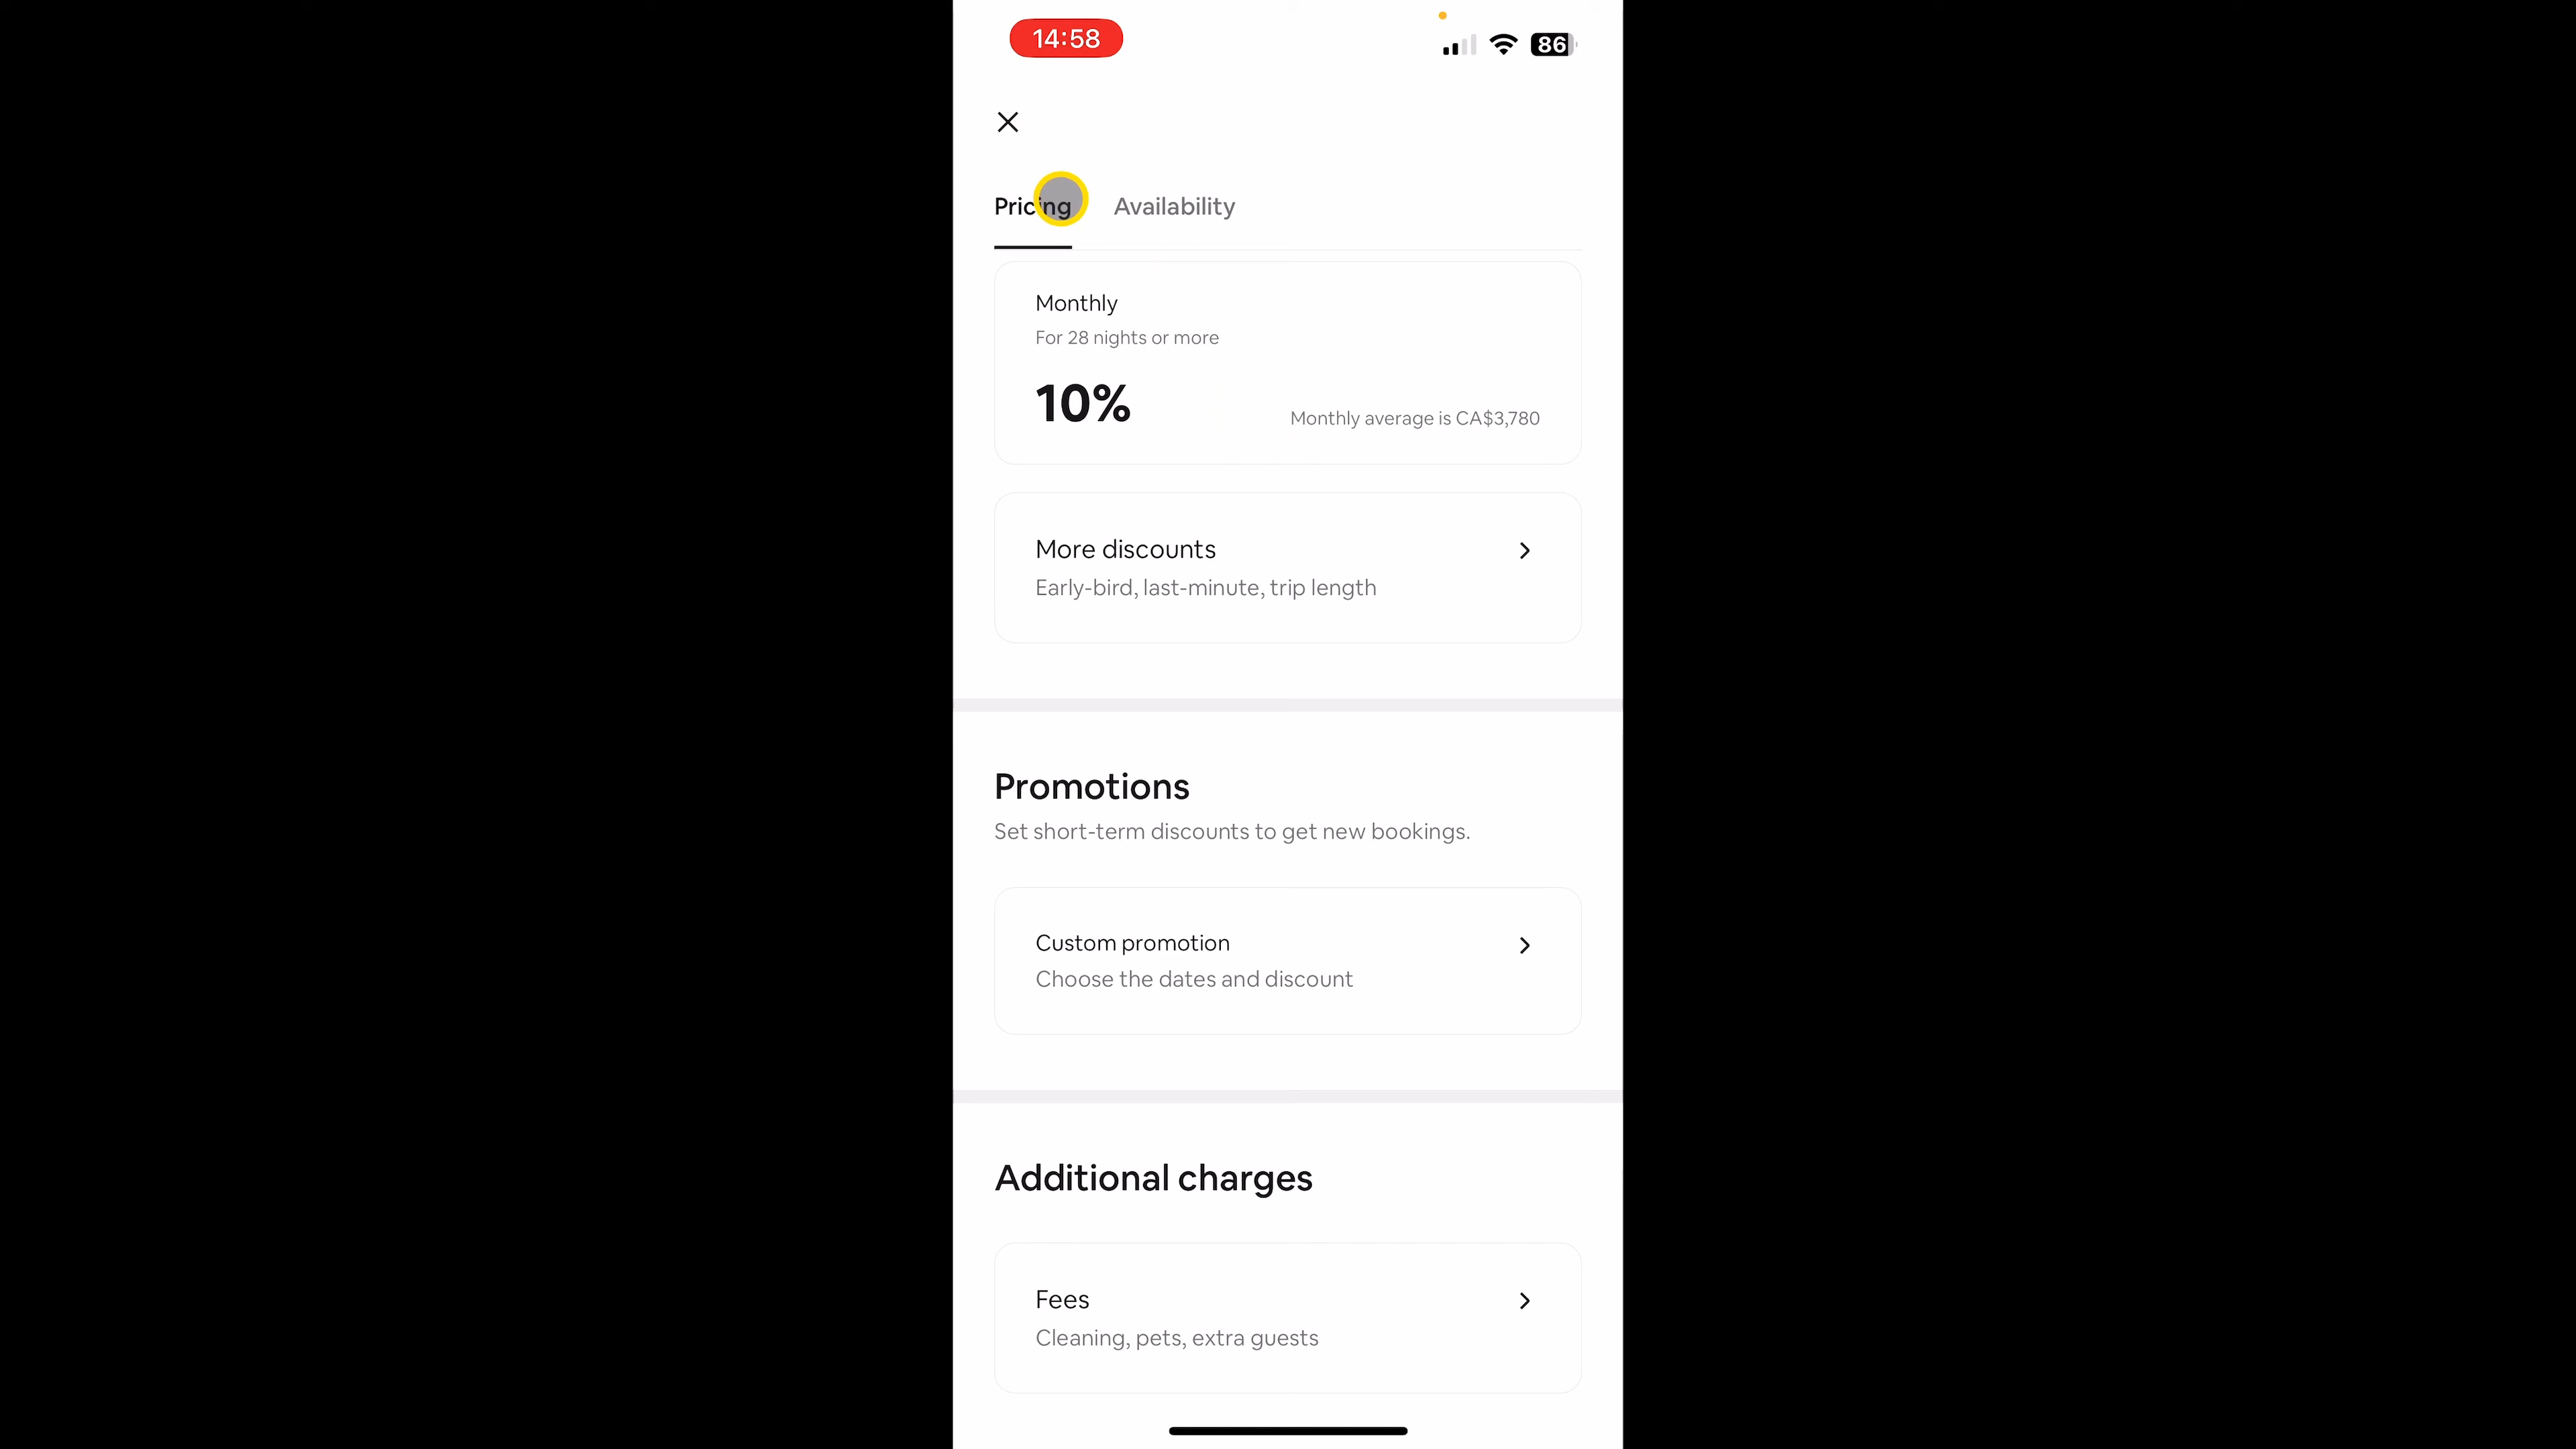 14:58
86
Pricing
Availability
Monthly
For 28 nights or more
10%
Monthly average is CA$3,780
More discounts
Early-bird, last-minute, trip length
Promotions
Set short-term discounts to get new bookings.
Custom promotion
Choose the dates and discount
Additional charges
Fees
Cleaning, pets, extra guests